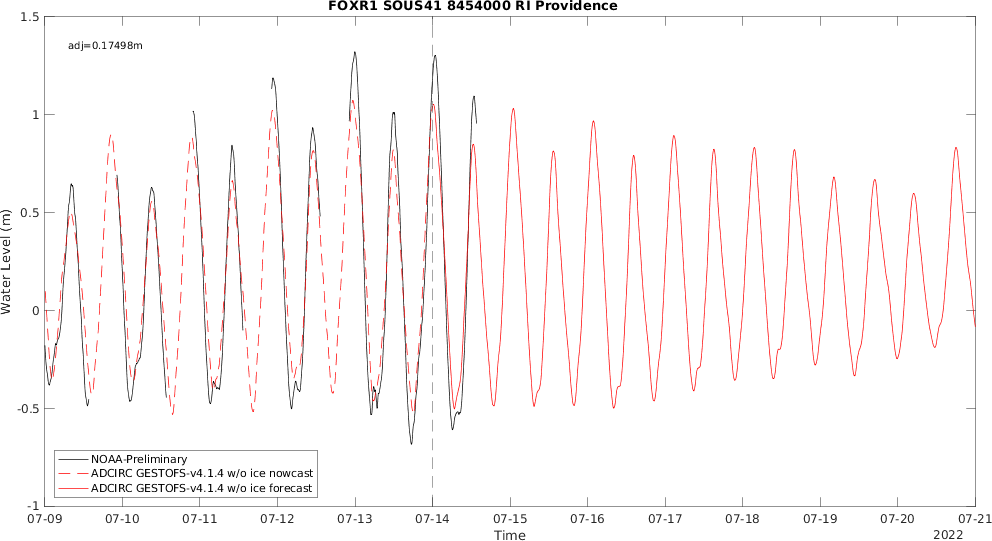 FOXR1 SOUS41 8454000 RI Providence
adj=0.17498m
1.5
1
0.5
0
-0.5
-1
Water Level (m)
NOAA-Preliminary
ADCIRC GESTOFS-v4.1.4 w/o ice nowcast
ADCIRC GESTOFS-v4.1.4 w/o ice forecast
07-09 07-10 07-11 07-12 07-13 07-14 07-15 07-16 07-17 07-18 07-19 07-20 07-21
Time
2022